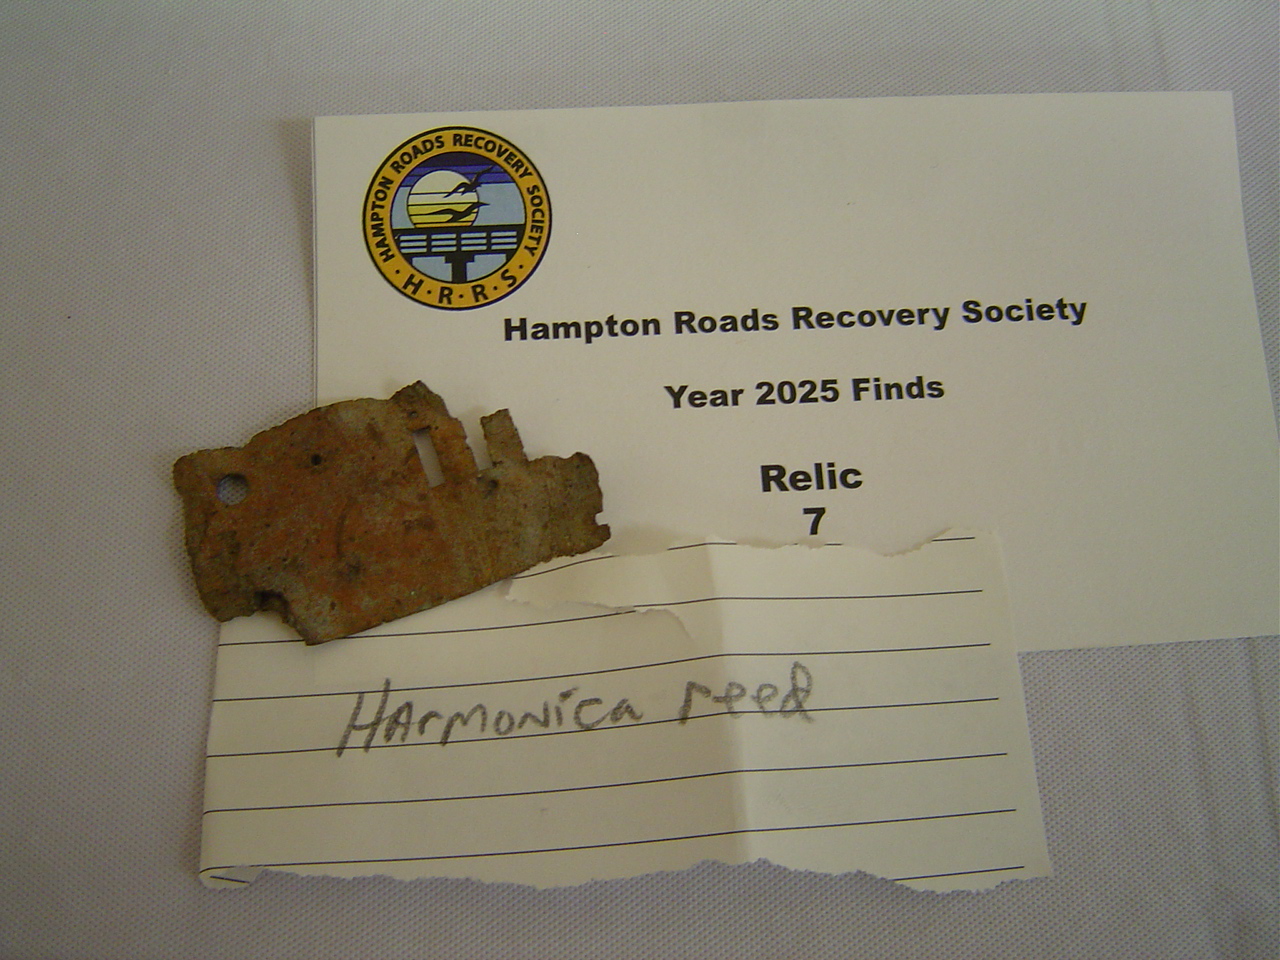 HAMPTON ROADS RECOVERY SOCIETY
· H · R · R · S ·
Hampton Roads Recovery Society
Year 2025 Finds
Relic
7
HArmonica reed